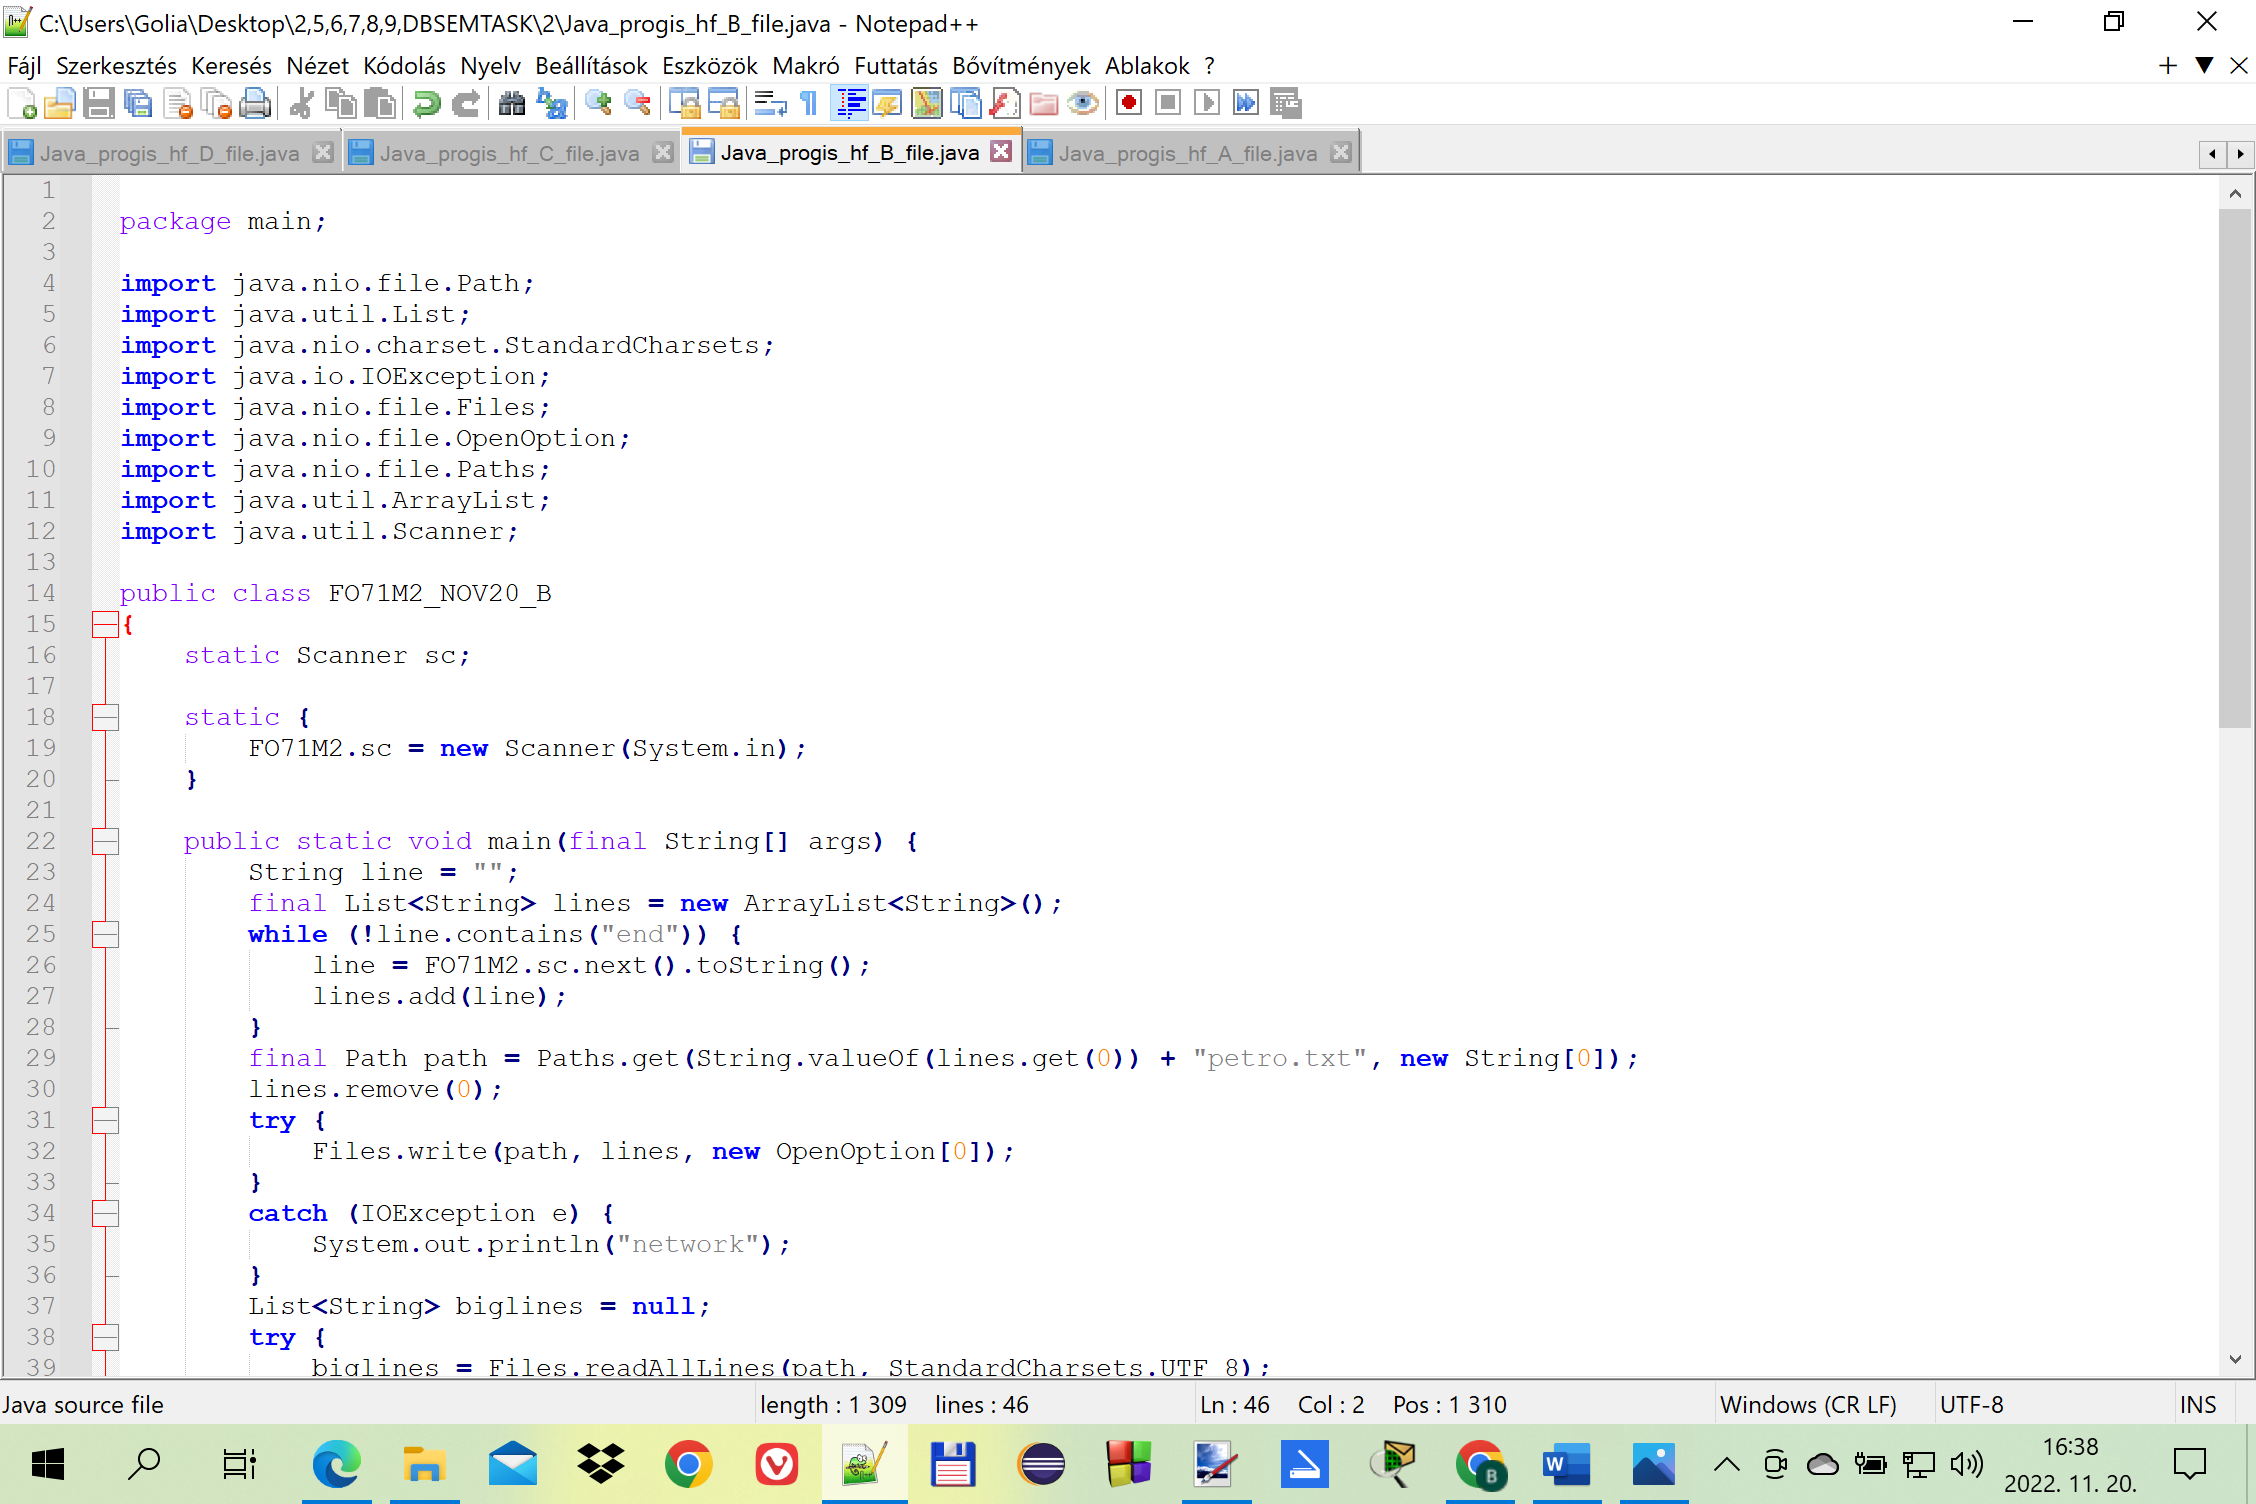 C:\Users\Golia\Desktop\2,5,6,7,8,9,DBSEMTASK\2\Java_progis_hf_B_file.java - Notepad++
Fájl Szerkesztés Keresés Nézet Kódolás Nyelv Beállítások Eszközök Makró Futtatás Bővítmények Ablakok ?
Java_progis_hf_D_file.java Java_progis_hf_C_file.java Java_progis_hf_B_file.java Java_progis_hf_A_file.java
1
2 package main;
3
4 import java.nio.file.Path;
5 import java.util.List;
6 import java.nio.charset.StandardCharsets;
7 import java.io.IOException;
8 import java.nio.file.Files;
9 import java.nio.file.OpenOption;
10 import java.nio.file.Paths;
11 import java.util.ArrayList;
12 import java.util.Scanner;
13
14 public class FO71M2_NOV20_B
15 {
16     static Scanner sc;
17
18     static {
19         FO71M2.sc = new Scanner(System.in);
20     }
21
22     public static void main(final String[] args) {
23         String line = "";
24         final List<String> lines = new ArrayList<String>();
25         while (!line.contains("end")) {
26             line = FO71M2.sc.next().toString();
27             lines.add(line);
28         }
29         final Path path = Paths.get(String.valueOf(lines.get(0)) + "petro.txt", new String[0]);
30         lines.remove(0);
31         try {
32             Files.write(path, lines, new OpenOption[0]);
33         }
34         catch (IOException e) {
35             System.out.println("network");
36         }
37         List<String> biglines = null;
38         try {
39             biglines = Files.readAllLines(path, StandardCharsets.UTF_8);
Java source file length : 1 309 lines : 46 Ln : 46 Col : 2 Pos : 1 310 Windows (CR LF) UTF-8 INS
16:38
2022. 11. 20.